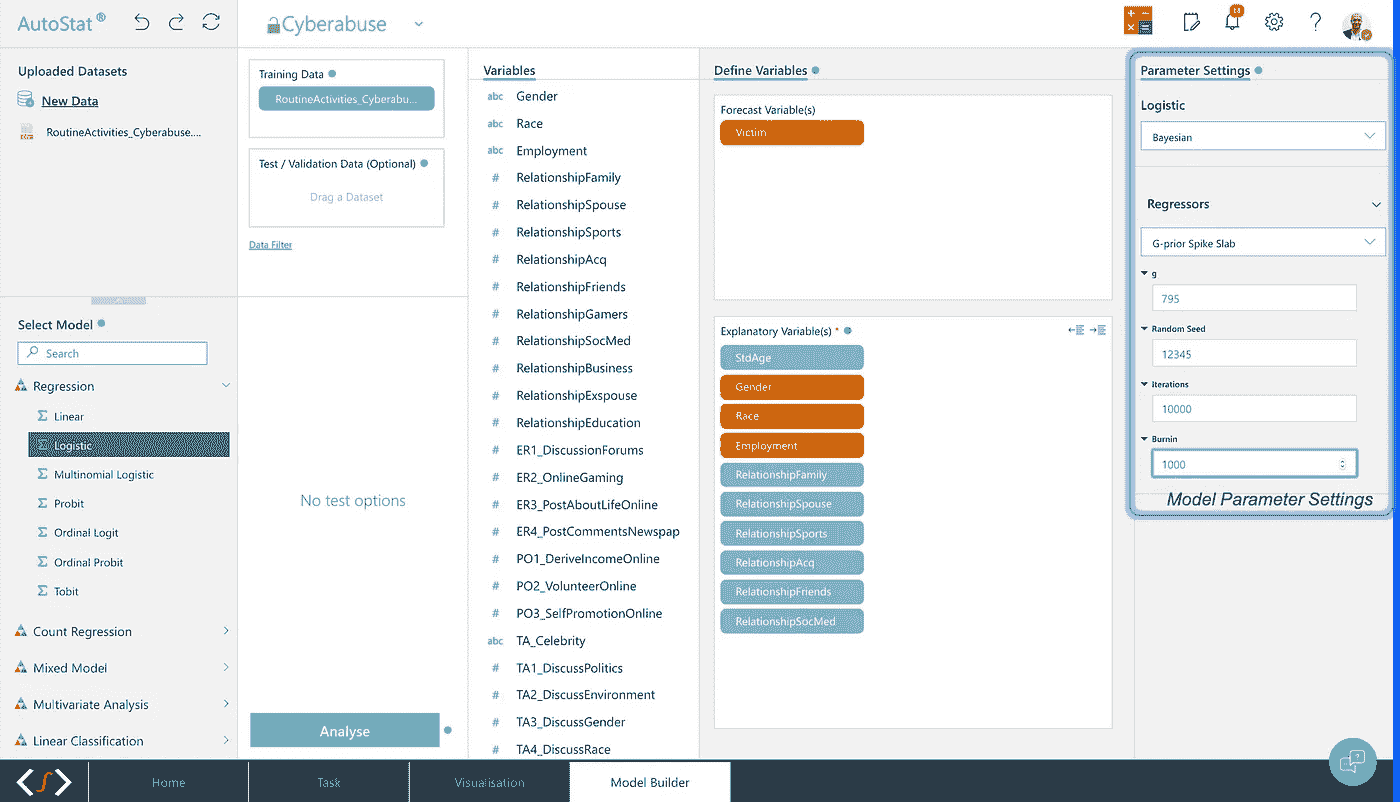 AutoStat®
Cyberabuse
18
Uploaded Datasets
New Data
RoutineActivities_Cyberabuse....
Training Data
RoutineActivities_Cyberabu...
Test / Validation Data (Optional)
Drag a Dataset
Data Filter
Select Model
Search
Regression
Linear
Logistic
Multinomial Logistic
Probit
Ordinal Logit
Ordinal Probit
Tobit
Count Regression
Mixed Model
Multivariate Analysis
Linear Classification
No test options
Analyse
Variables
abc Gender
abc Race
abc Employment
# RelationshipFamily
# RelationshipSpouse
# RelationshipSports
# RelationshipAcq
# RelationshipFriends
# RelationshipGamers
# RelationshipSocMed
# RelationshipBusiness
# RelationshipExspouse
# RelationshipEducation
# ER1_DiscussionForums
# ER2_OnlineGaming
# ER3_PostAboutLifeOnline
# ER4_PostCommentsNewspap
# PO1_DeriveIncomeOnline
# PO2_VolunteerOnline
# PO3_SelfPromotionOnline
abc TA_Celebrity
# TA1_DiscussPolitics
# TA2_DiscussEnvironment
# TA3_DiscussGender
# TA4_DiscussRace
Define Variables
Forecast Variable(s)
Victim
Explanatory Variable(s) *
StdAge
Gender
Race
Employment
RelationshipFamily
RelationshipSpouse
RelationshipSports
RelationshipAcq
RelationshipFriends
RelationshipSocMed
Parameter Settings
Logistic
Bayesian
Regressors
G-prior Spike Slab
g
795
Random Seed
12345
Iterations
10000
Burnin
1000
Model Parameter Settings
Home
Task
Visualisation
Model Builder